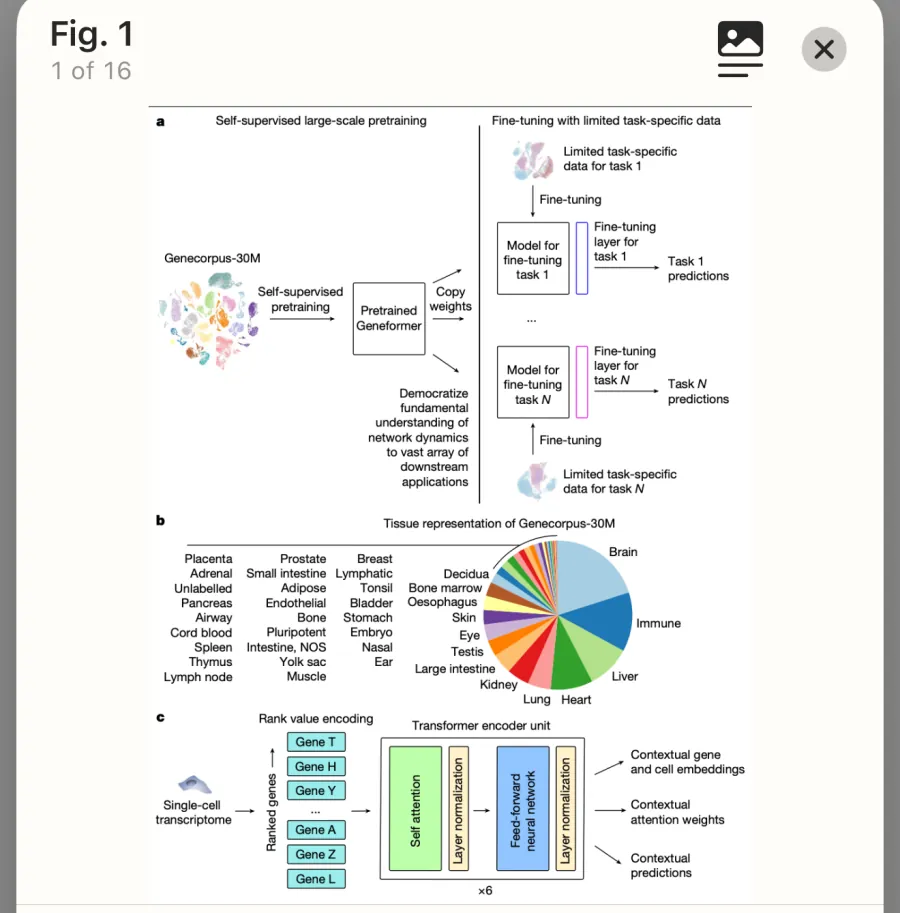 Fig. 1
1 of 16
a
Self-supervised large-scale pretraining
Fine-tuning with limited task-specific data
Limited task-specific
data for task 1
Fine-tuning
Model for
fine-tuning
task 1
Fine-tuning
layer for
task 1
Task 1
predictions
Genecorpus-30M
Self-supervised
pretraining
Pretrained
Geneformer
Copy
weights
...
Model for
fine-tuning
task N
Fine-tuning
layer for
task N
Task N
predictions
Democratize
fundamental
understanding of
network dynamics
to vast array of
downstream
applications
Fine-tuning
Limited task-specific
data for task N
b
Tissue representation of Genecorpus-30M
Placenta
Adrenal
Unlabelled
Pancreas
Airway
Cord blood
Spleen
Thymus
Lymph node
Prostate
Small intestine
Adipose
Endothelial
Bone
Pluripotent
Intestine, NOS
Yolk sac
Muscle
Breast
Lymphatic
Tonsil
Bladder
Stomach
Embryo
Nasal
Ear
Decidua
Bone marrow
Oesophagus
Skin
Eye
Testis
Large intestine
Kidney
Lung
Heart
Liver
Immune
Brain
c
Rank value encoding
Transformer encoder unit
Single-cell
transcriptome
Ranked genes
Gene T
Gene H
Gene Y
...
Gene A
Gene Z
Gene L
Self attention
Layer normalization
Feed-forward
neural network
Layer normalization
×6
Contextual gene
and cell embeddings
Contextual
attention weights
Contextual
predictions